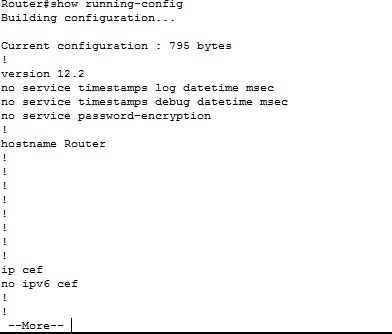 Router#show running-config
Building configuration...

Current configuration : 795 bytes
!
version 12.2
no service timestamps log datetime msec
no service timestamps debug datetime msec
no service password-encryption
!
hostname Router
!
!
!
!
!
!
!
!
ip cef
no ipv6 cef
!
!
--More--